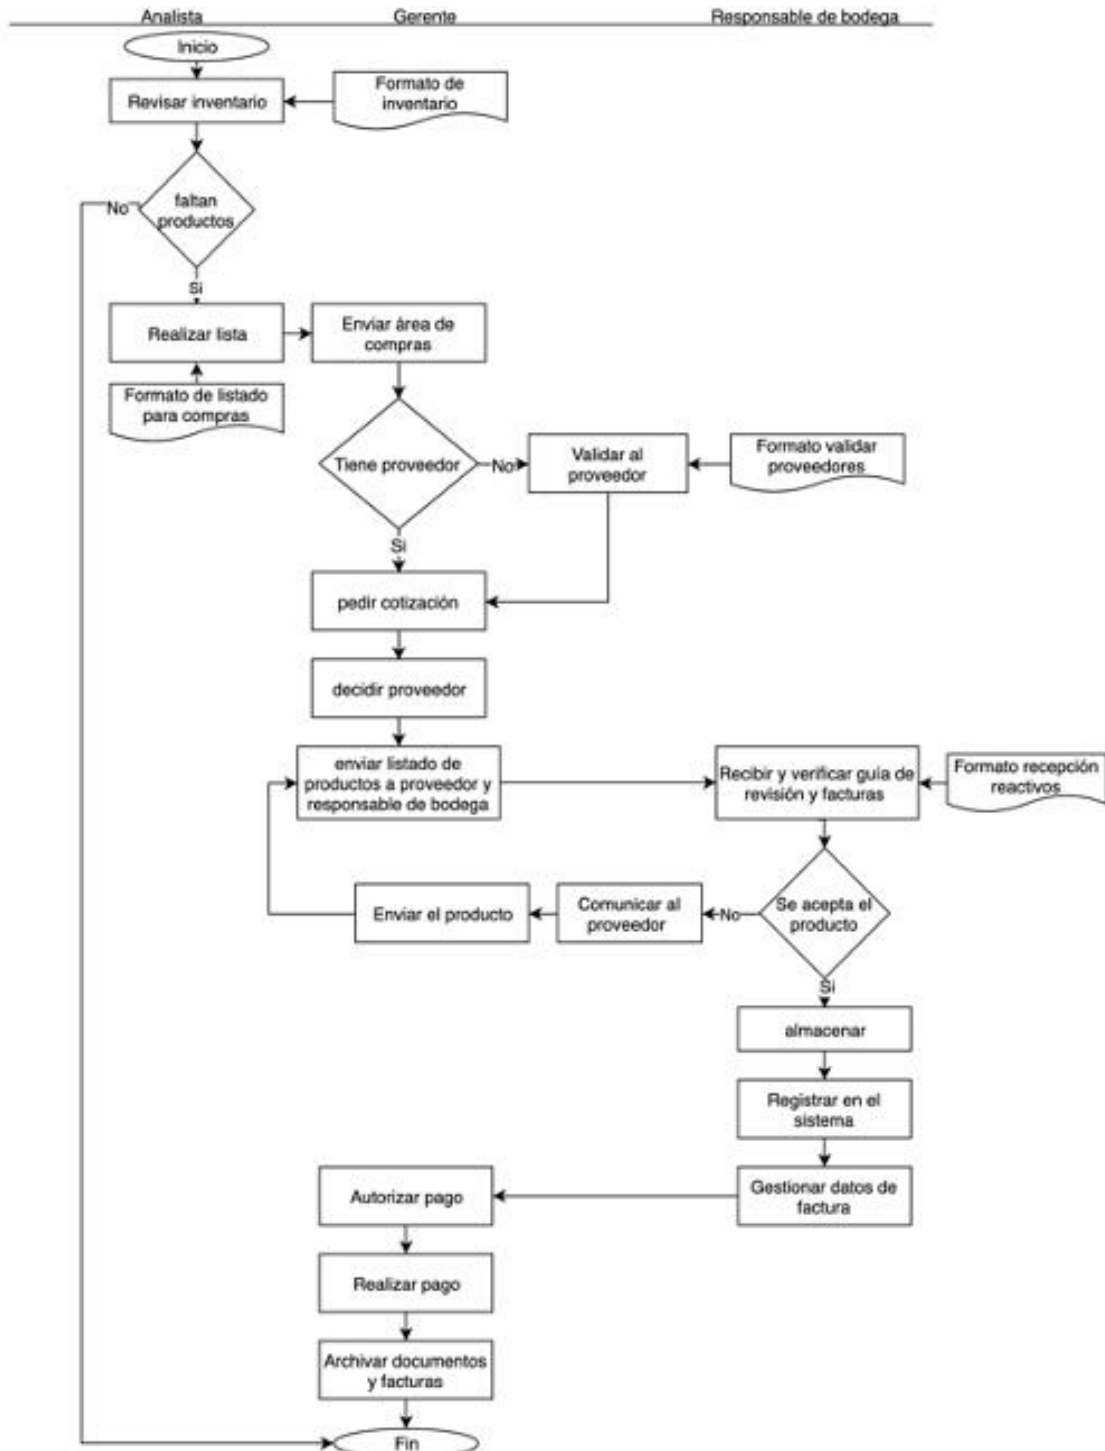 Analista Gerente Responsable de bodega
Inicio
Revisar inventario
Formato de
inventario
faltan
productos
No
Si
Realizar lista
Enviar área de
compras
Formato de listado
para compras
Tiene proveedor
No
Validar al
proveedor
Formato validar
proveedores
Si
pedir cotización
decidir proveedor
enviar listado de
productos a proveedor y
responsable de bodega
Recibir y verificar guía de
revisión y facturas
Formato recepción
reactivos
Se acepta el
producto
No
Comunicar al
proveedor
Enviar el producto
Si
almacenar
Registrar en el
sistema
Gestionar datos de
factura
Autorizar pago
Realizar pago
Archivar documentos
y facturas
Fin